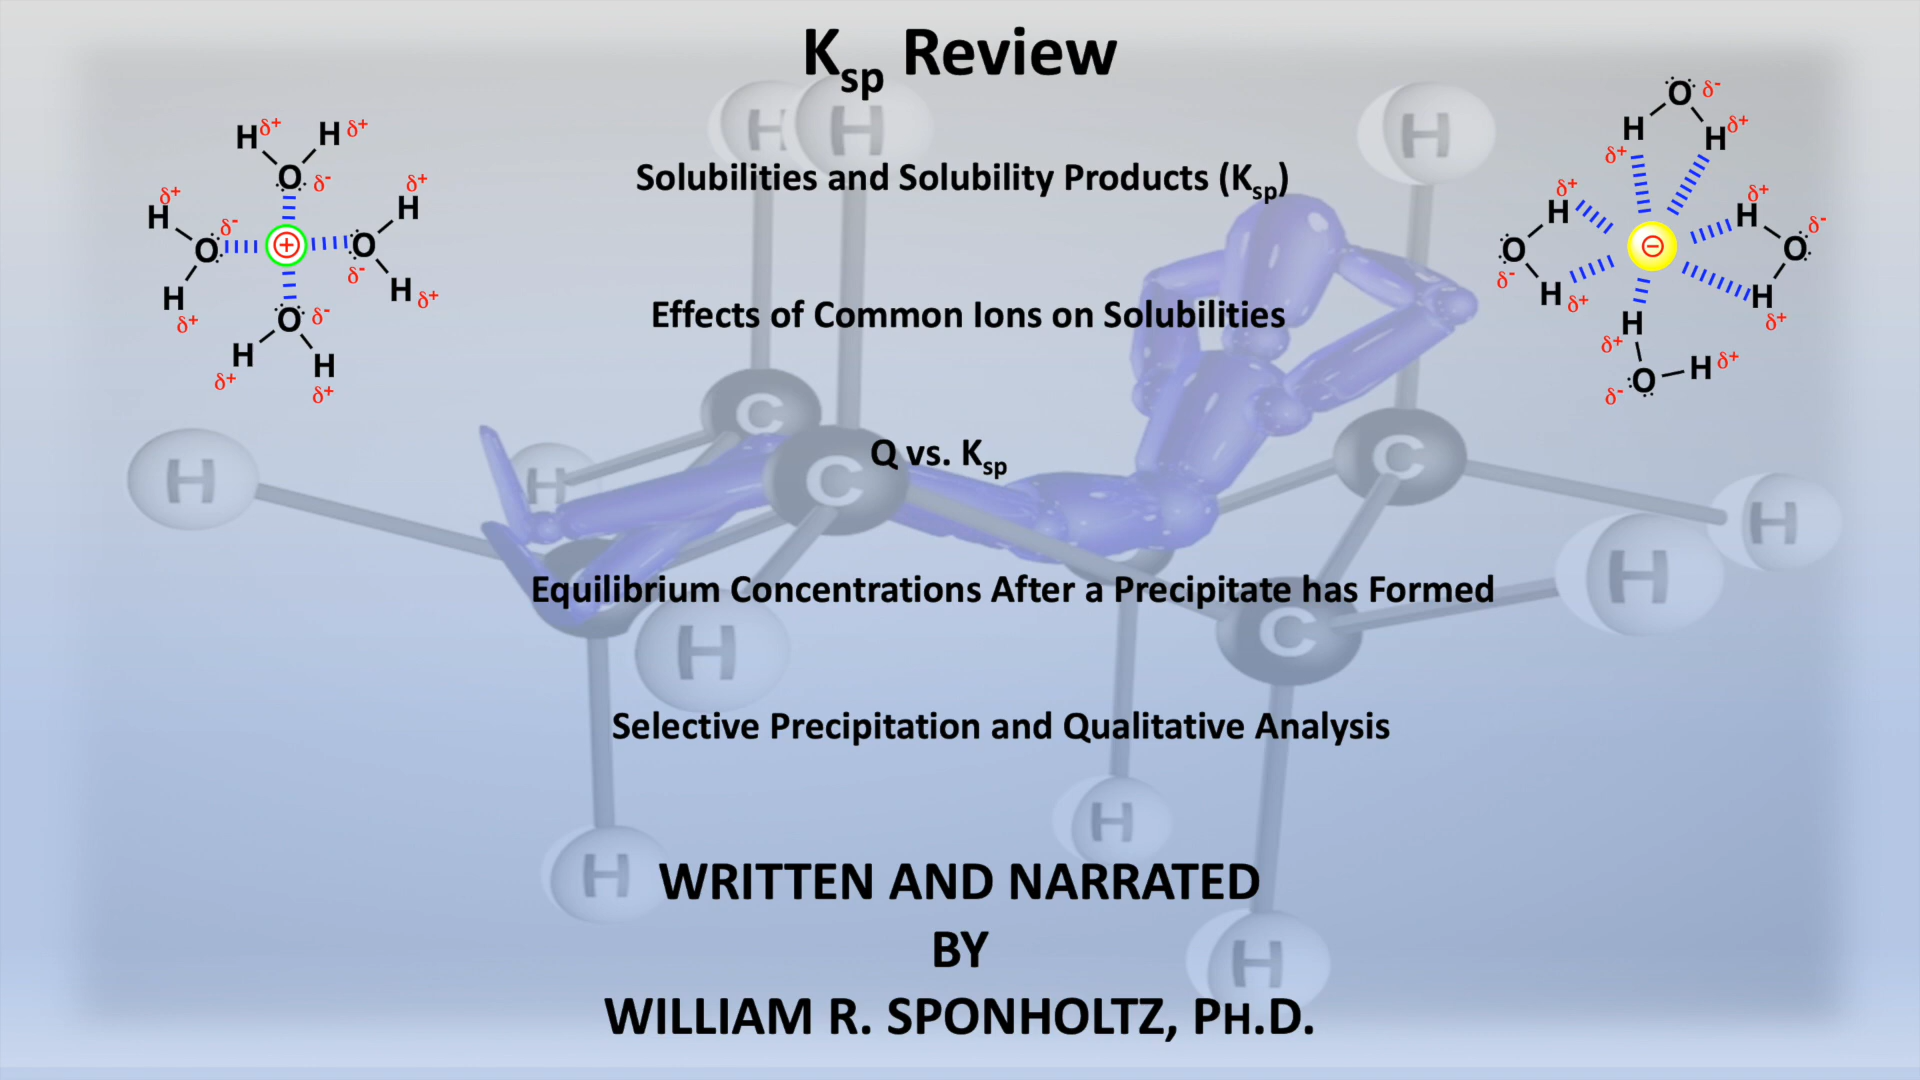 Ksp Review
Solubilities and Solubility Products (Ksp)
Effects of Common Ions on Solubilities
Q vs. Ksp
Equilibrium Concentrations After a Precipitate has Formed
Selective Precipitation and Qualitative Analysis
WRITTEN AND NARRATED
BY
WILLIAM R. SPONHOLTZ, PH.D.
H δ+ H δ+
O δ-
δ+ H
O δ-
H δ+
+
δ+ H
O δ-
H δ+
O δ-
H δ+ H δ+
O δ-
H δ+ H δ+
δ+ H
O δ-
H δ+
−
δ+ H
O δ-
H δ+
H δ+
O δ- H δ+
H
H
H
C
C
C
H
H
H
H
H
C
H
H
H